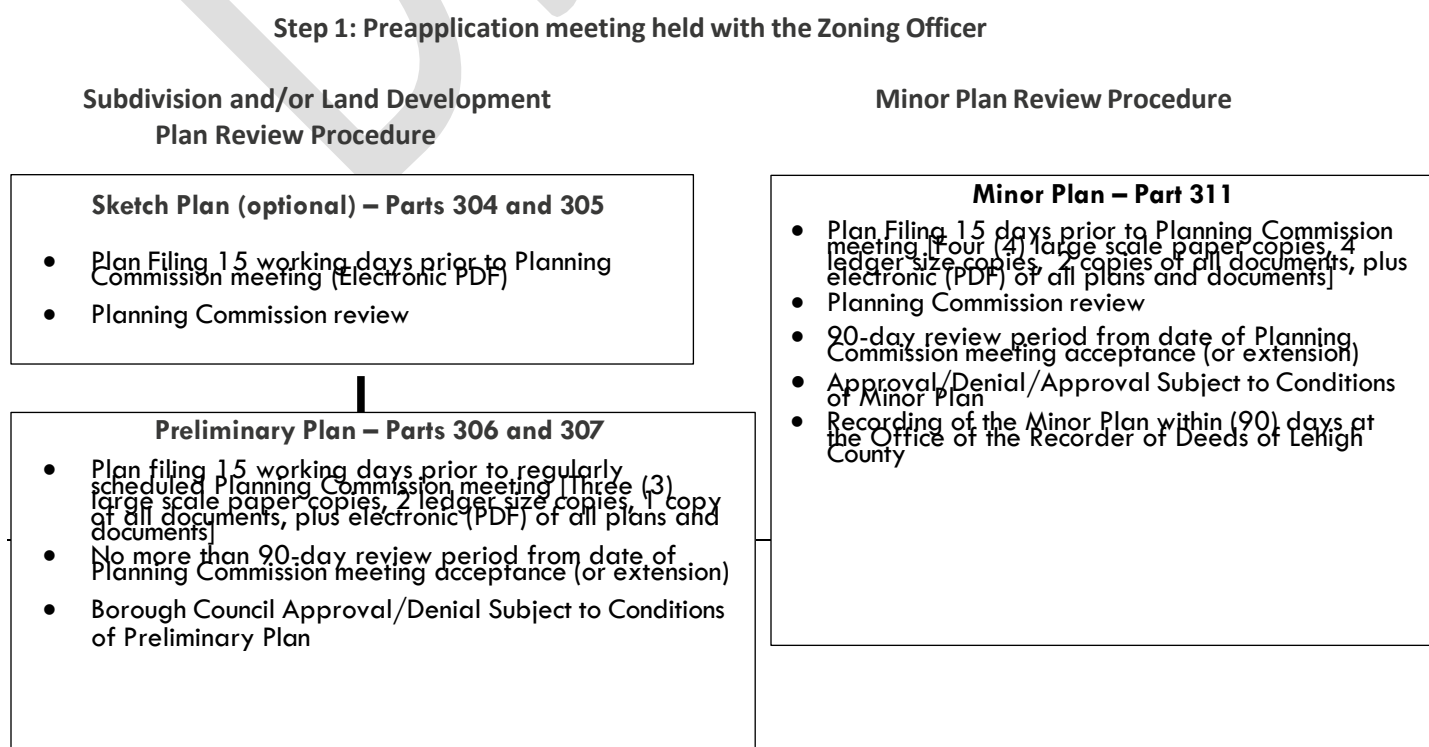 Step 1: Preapplication meeting held with the Zoning Officer
Subdivision and/or Land Development
Plan Review Procedure
Sketch Plan (optional) – Parts 304 and 305
• Plan Filing 15 working days prior to Planning
Commission meeting (Electronic PDF)
• Planning Commission review
Preliminary Plan – Parts 306 and 307
• Plan filing 15 working days prior to regularly
scheduled Planning Commission meeting [Three (3)
large scale paper copies, 2 ledger size copies, 1 copy
of all documents, plus electronic (PDF) of all plans and
documents]
• No more than 90-day review period from date of
Planning Commission meeting acceptance (or extension)
• Borough Council Approval/Denial Subject to Conditions
of Preliminary Plan
Minor Plan Review Procedure
Minor Plan – Part 311
• Plan Filing 15 days prior to Planning Commission
meeting [Four (4) large scale paper copies, 4
ledger size copies, 2 copies of all documents, plus
electronic (PDF) of all plans and documents]
• Planning Commission review
• 90-day review period from date of Planning
Commission meeting acceptance (or extension)
• Approval/Denial/Approval Subject to Conditions
of Minor Plan
• Recording of the Minor Plan within (90) days at
the Office of the Recorder of Deeds of Lehigh
County